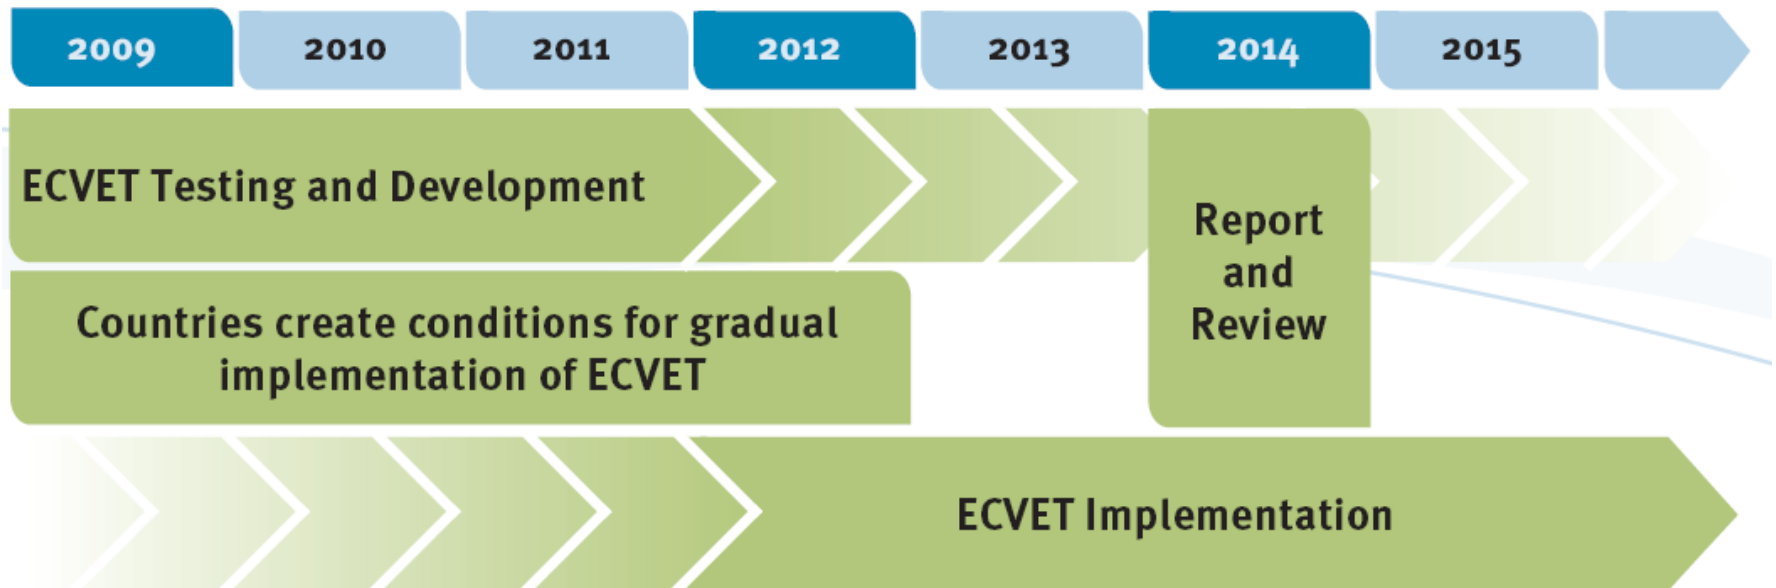 2009
2010
2011
2012
2013
2014
2015
ECVET Testing and Development
Report
and
Review
Countries create conditions for gradual
implementation of ECVET
ECVET Implementation